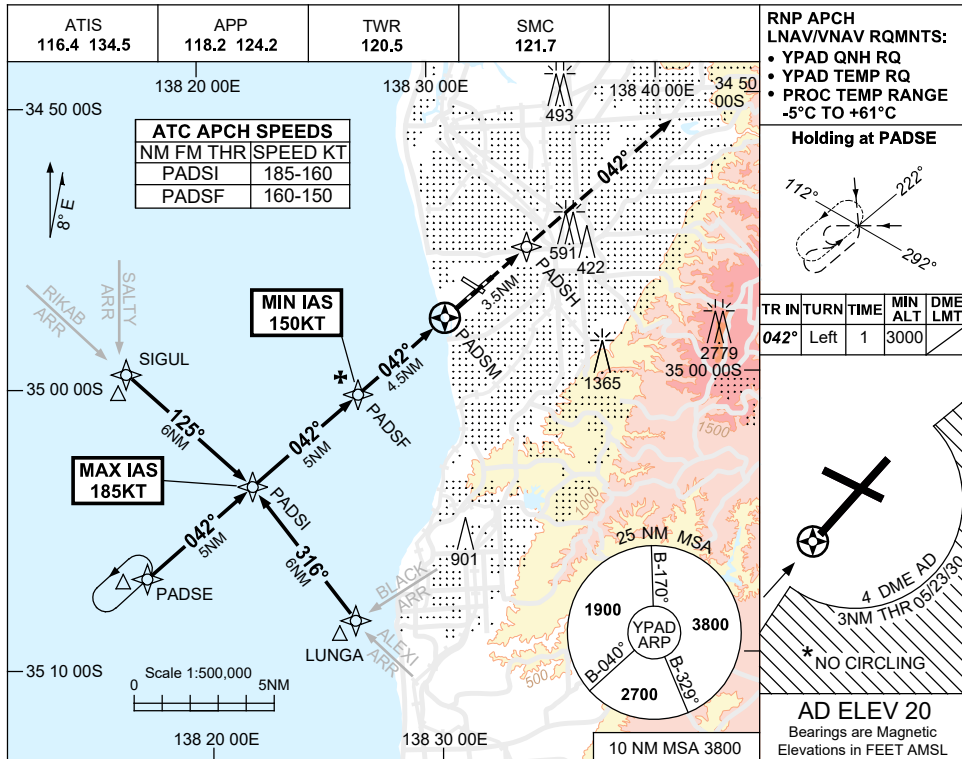 ATIS
116.4 134.5
APP
118.2 124.2
TWR
120.5
SMC
121.7
RNP APCH
LNAV/VNAV RQMNTS:
• YPAD QNH RQ
• YPAD TEMP RQ
• PROC TEMP RANGE
-5°C TO +61°C
138 20 00E
138 30 00E
138 40 00E
34 50
00S
34 50 00S
ATC APCH SPEEDS
NM FM THR SPEED KT
PADSI 185-160
PADSF 160-150
8° E
493
042°
591
422
PADSH
3.5NM
Holding at PADSE
112°
222°
292°
TR IN TURN TIME MIN ALT DME LMT
042° Left 1 3000
SALTY
ARR
RIKAB
ARR
MIN IAS
150KT
SIGUL
PADSM
042°
4.5NM
2779
1365
35 00 00S
35 00 00S
PADSF
125°
6NM
042°
5NM
1500
MAX IAS
185KT
PADSI
1000
042°
5NM
316°
6NM
901
PADSE
BLACK
ARR
LUNGA
ALEXI
ARR
500
25 NM MSA
B-170°
1900
3800
YPAD
ARP
B-040°
B-329°
2700
4 DME AD
3NM THR 05/23/30
*NO CIRCLING
35 10 00S
Scale 1:500,000
0 5NM
138 20 00E
138 30 00E
10 NM MSA 3800
AD ELEV 20
Bearings are Magnetic
Elevations in FEET AMSL